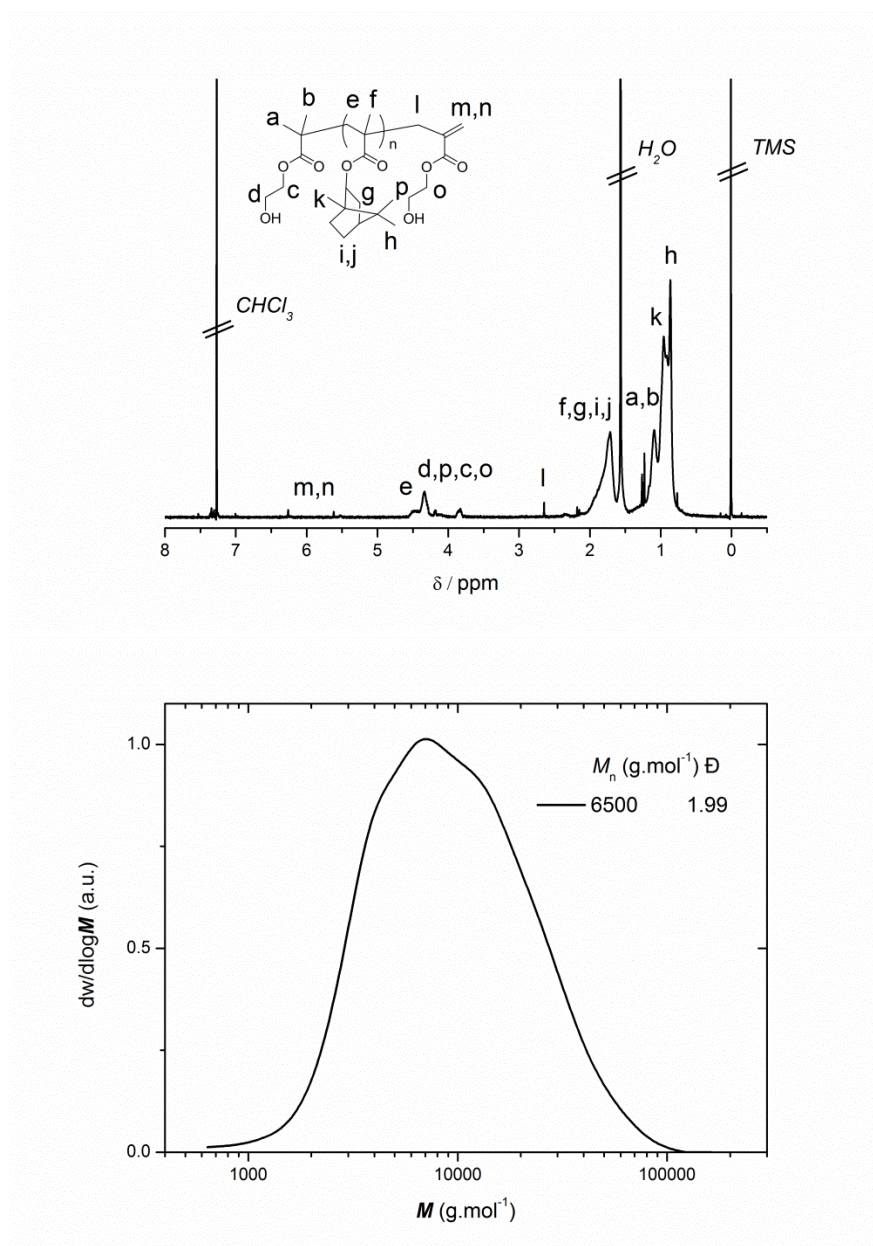 b
e
f
l
m,n
a
n
O
O
O
O
O
O
d
c
g
p
o
k
OH
OH
h
i,j
H2O
TMS
CHCl3
h
k
a,b
f,g,i,j
d,p,c,o
l
e
m,n
8 7 6 5 4 3 2 1 0
δ / ppm
Mn (g.mol-1) Đ
6500 1.99
1.0
0.5
0.0
dw/dlogM (a.u.)
1000 10000 100000
M (g.mol-1)